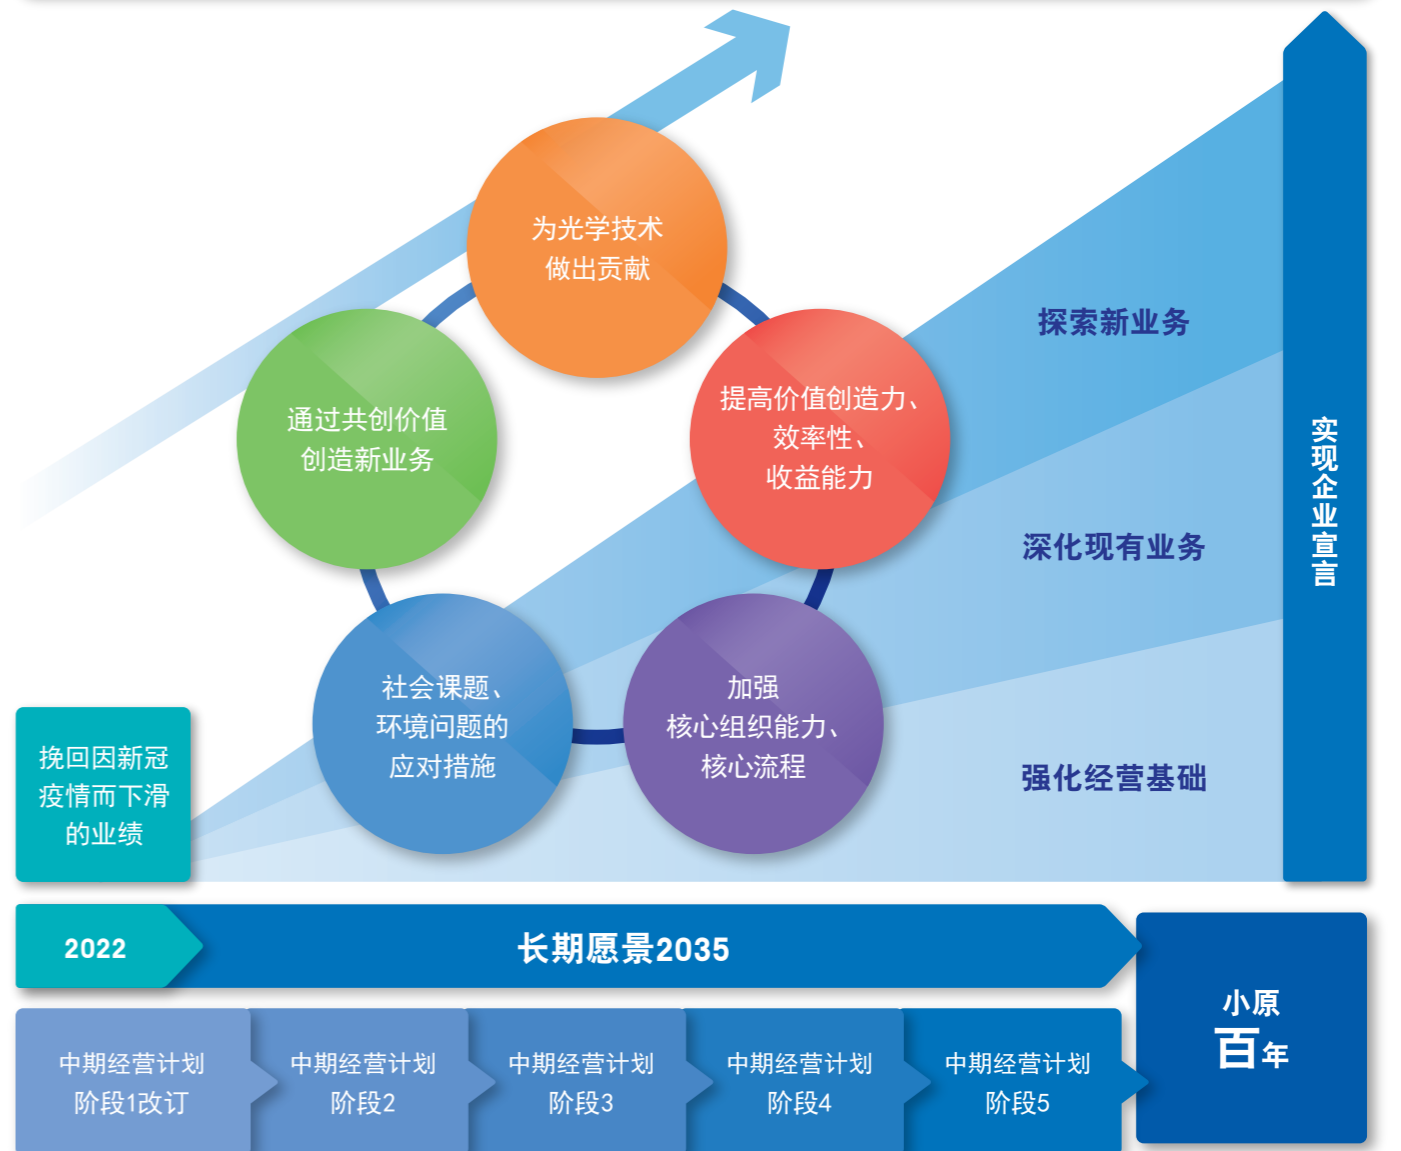 为光学技术
做出贡献
通过共创价值
创造新业务
提高价值创造力、
效率性、
收益能力
社会课题、
环境问题的
应对措施
加强
核心组织能力、
核心流程
探索新业务
深化现有业务
强化经营基础
实现企业宣言
挽回因新冠
疫情而下滑
的业绩
2022
长期愿景2035
小原
百年
中期经营计划
阶段1改订
中期经营计划
阶段2
中期经营计划
阶段3
中期经营计划
阶段4
中期经营计划
阶段5